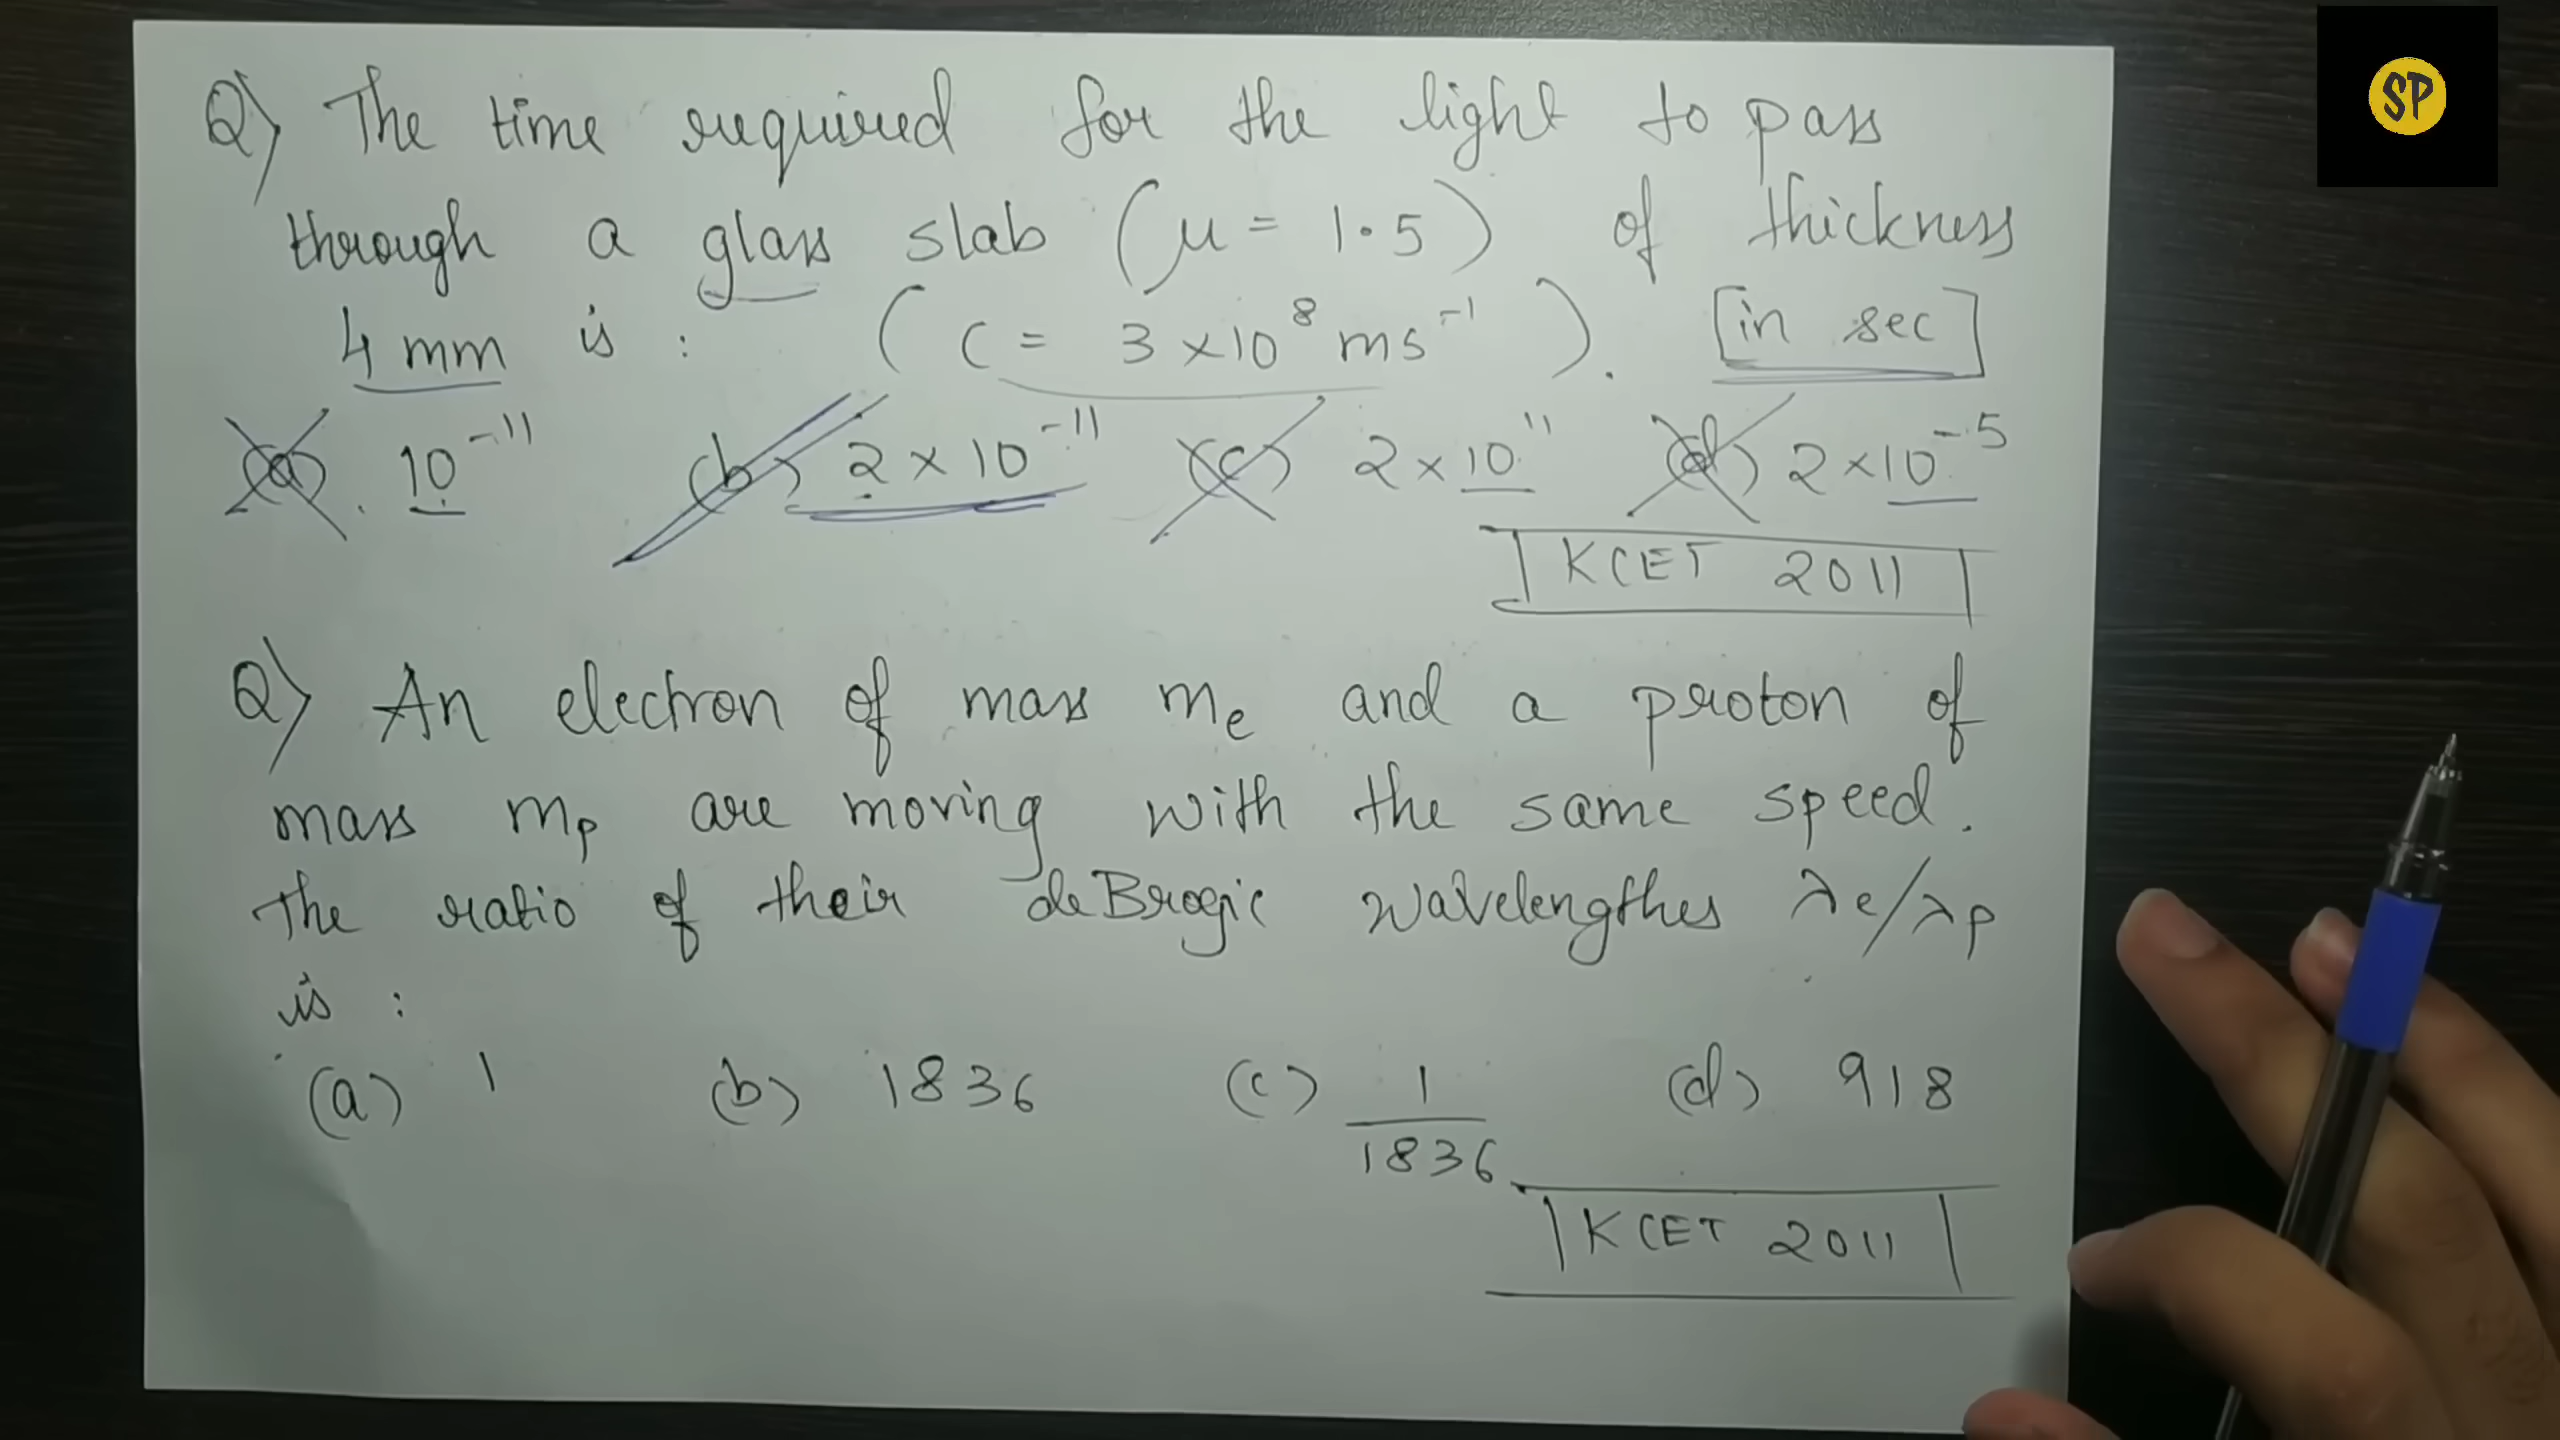 SP
Q) The time required for the light to pass
through a glass slab (μ = 1.5) of thickness
4 mm is : (c = 3 × 10⁸ ms⁻¹). [in sec]
(a). 10⁻¹¹ (b) 2 × 10⁻¹¹ (c) 2 × 10¹¹ (d) 2 × 10⁻⁵
KCET 2011
Q) An electron of mass mₑ and a proton of
mass mₚ are moving with the same speed.
The ratio of their deBrogic wavelengthes λe/λp
is :
(a) 1 (b) 1836 (c) 1/1836 (d) 918
KCET 2011